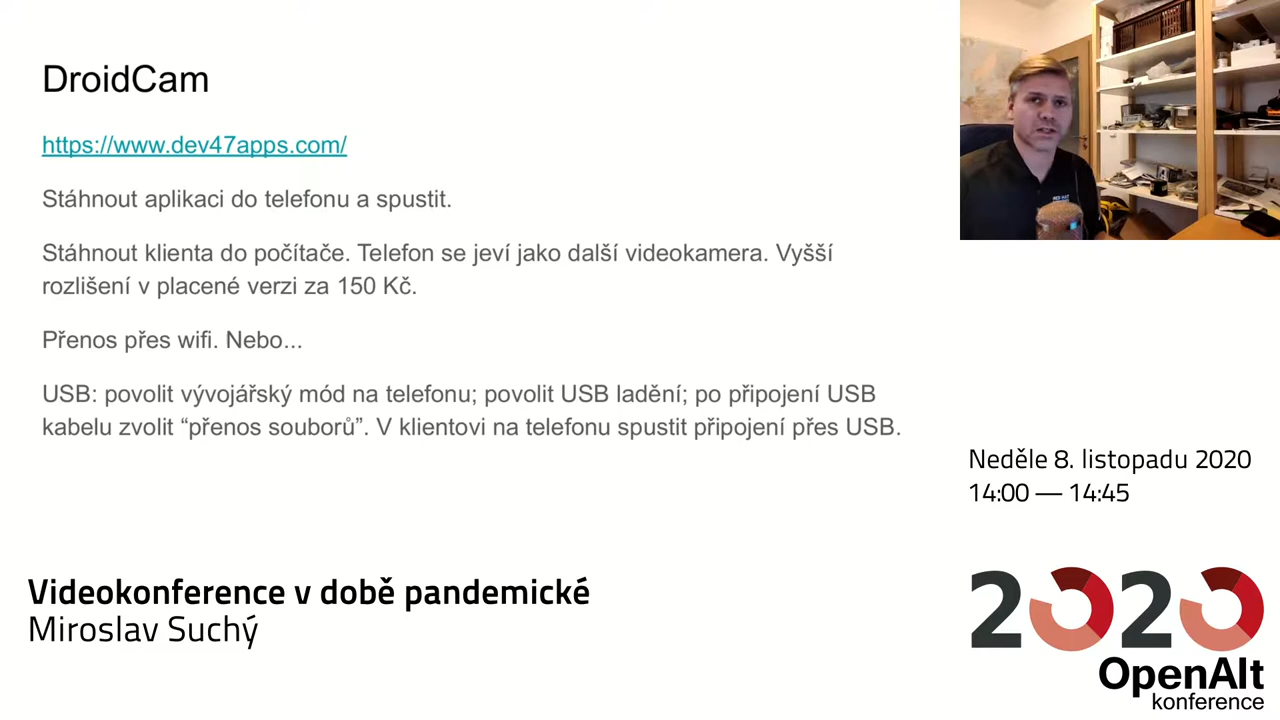 DroidCam
https://www.dev47apps.com/
Stáhnout aplikaci do telefonu a spustit.
Stáhnout klienta do počítače. Telefon se jeví jako další videokamera. Vyšší
rozlišení v placené verzi za 150 Kč.
Přenos přes wifi. Nebo...
USB: povolit vývojářský mód na telefonu; povolit USB ladění; po připojení USB
kabelu zvolit “přenos souborů”. V klientovi na telefonu spustit připojení přes USB.
Neděle 8. listopadu 2020
14:00 — 14:45
Videokonference v době pandemické
Miroslav Suchý
2020
OpenAlt
konference